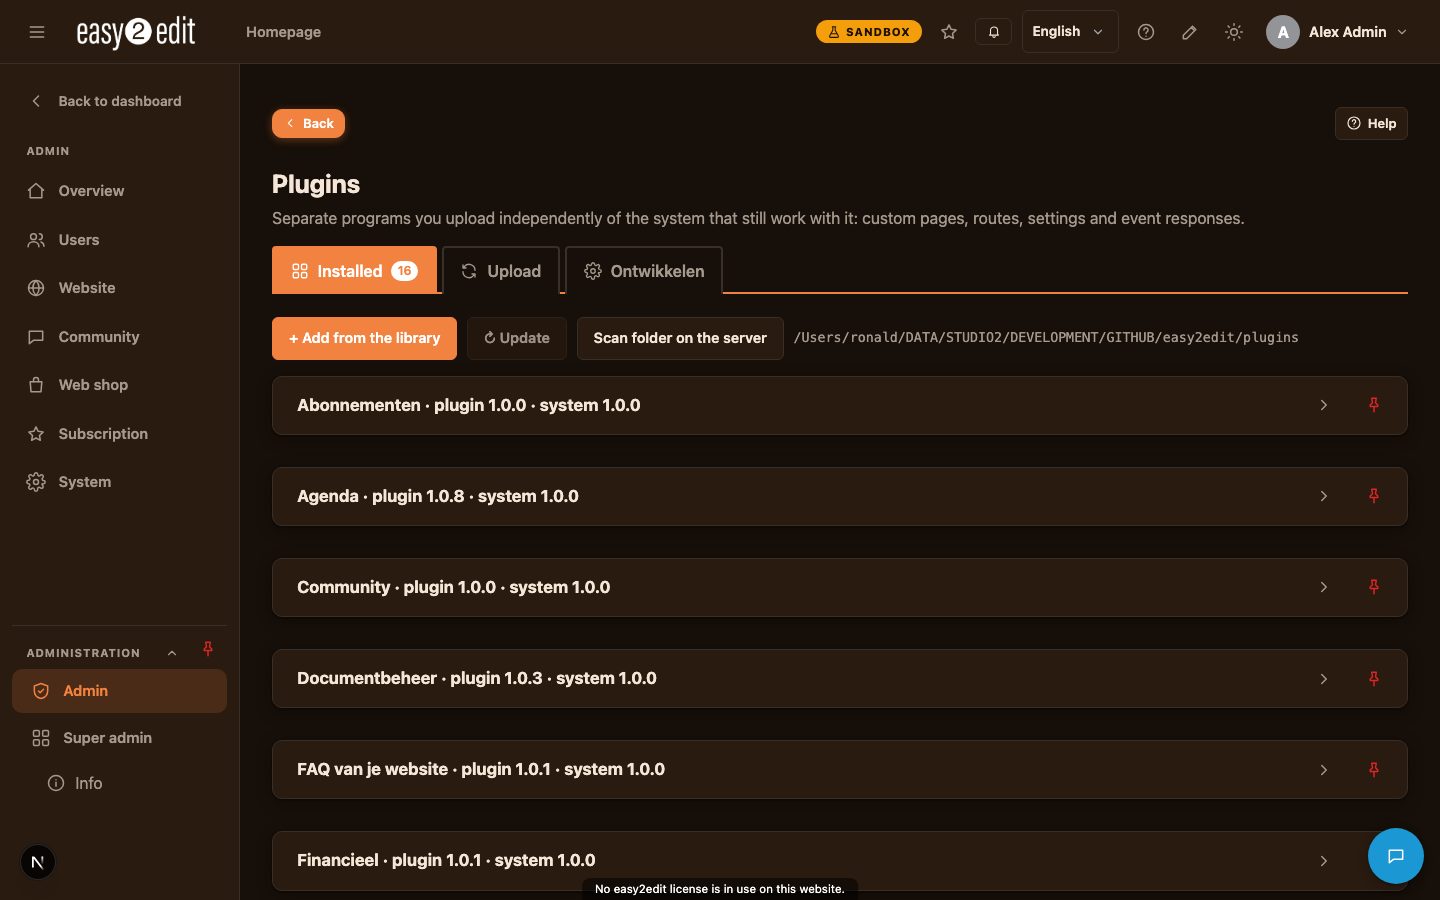 easy2edit
Homepage
SANDBOX
English
A
Alex Admin
Back to dashboard
ADMIN
Overview
Users
Website
Community
Web shop
Subscription
System
ADMINISTRATION
Admin
Super admin
Info
N
Back
Help
Plugins
Separate programs you upload independently of the system that still work with it: custom pages, routes, settings and event responses.
Installed 16
Upload
Ontwikkelen
+ Add from the library
↻ Update
Scan folder on the server
/Users/ronald/DATA/STUDIO2/DEVELOPMENT/GITHUB/easy2edit/plugins
Abonnementen · plugin 1.0.0 · system 1.0.0
Agenda · plugin 1.0.8 · system 1.0.0
Community · plugin 1.0.0 · system 1.0.0
Documentbeheer · plugin 1.0.3 · system 1.0.0
FAQ van je website · plugin 1.0.1 · system 1.0.0
Financieel · plugin 1.0.1 · system 1.0.0
No easy2edit license is in use on this website.